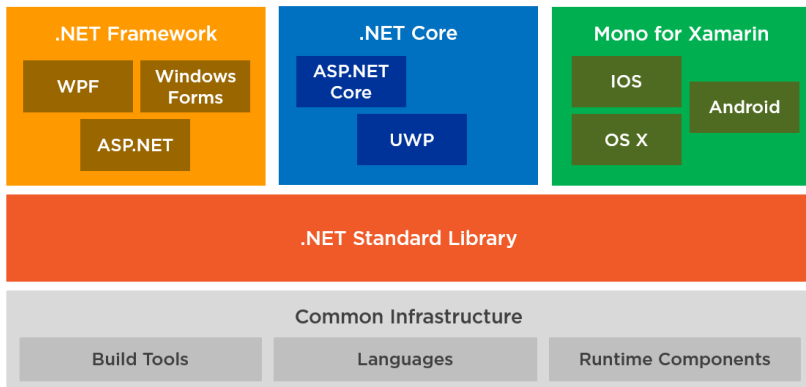 .NET Framework
WPF
Windows
Forms
ASP.NET
.NET Core
ASP.NET
Core
UWP
Mono for Xamarin
IOS
Android
OS X
.NET Standard Library
Common Infrastructure
Build Tools
Languages
Runtime Components